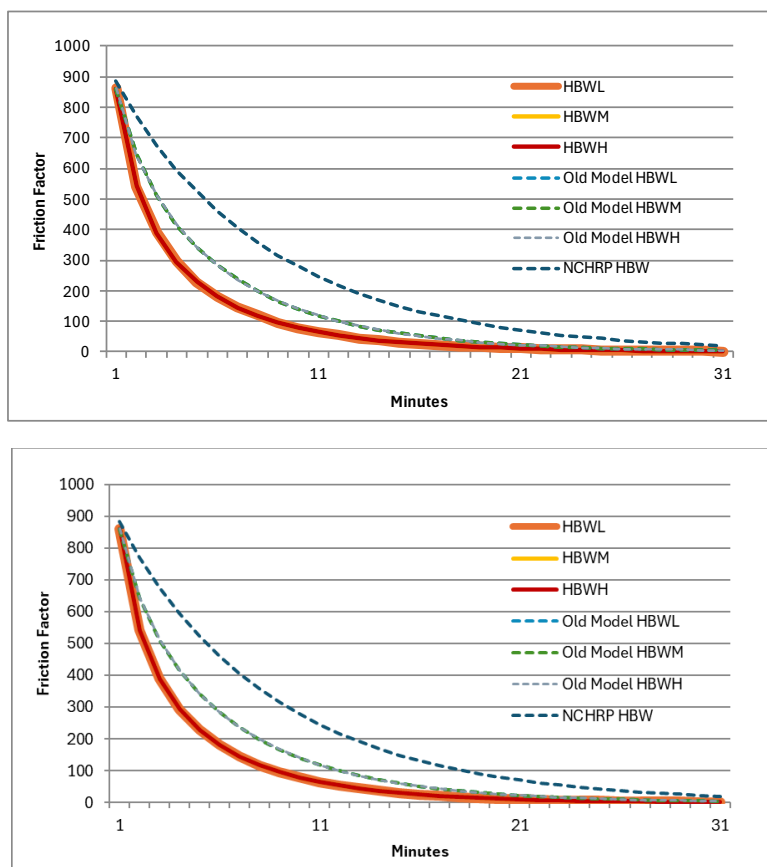 1000
900
800
700
600
500
400
300
200
100
0
Friction Factor
1
11
21
31
Minutes
HBWL
HBWM
HBWH
Old Model HBWL
Old Model HBWM
Old Model HBWH
NCHRP HBW
1000
900
800
700
600
500
400
300
200
100
0
Friction Factor
1
11
21
31
Minutes
HBWL
HBWM
HBWH
Old Model HBWL
Old Model HBWM
Old Model HBWH
NCHRP HBW